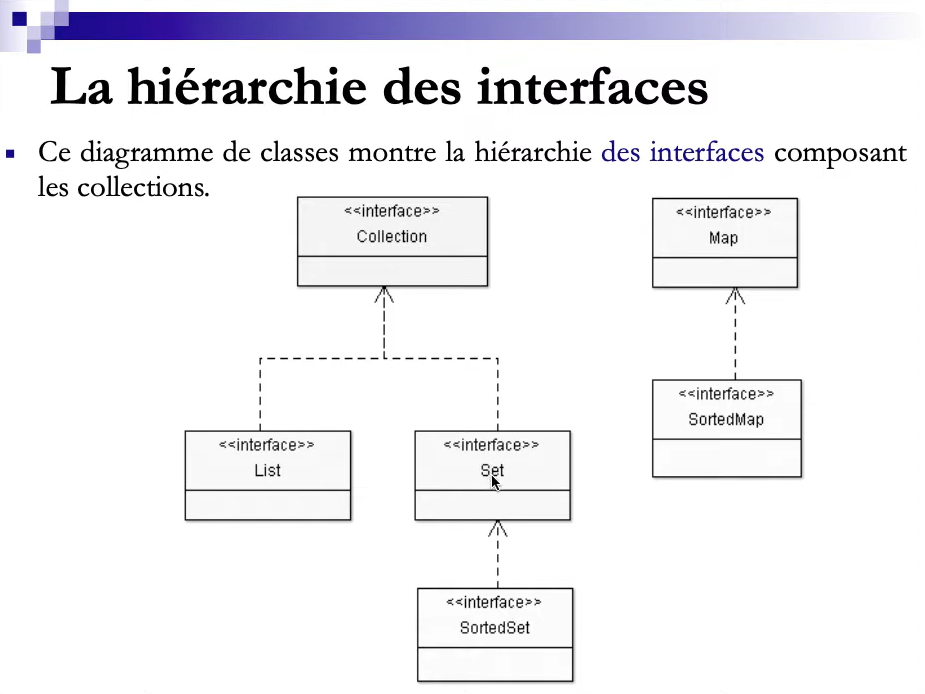 La hiérarchie des interfaces
Ce diagramme de classes montre la hiérarchie des interfaces composant
les collections.
<<interface>>
Collection
<<interface>>
Map
<<interface>>
SortedMap
<<interface>>
List
<<interface>>
Set
<<interface>>
SortedSet